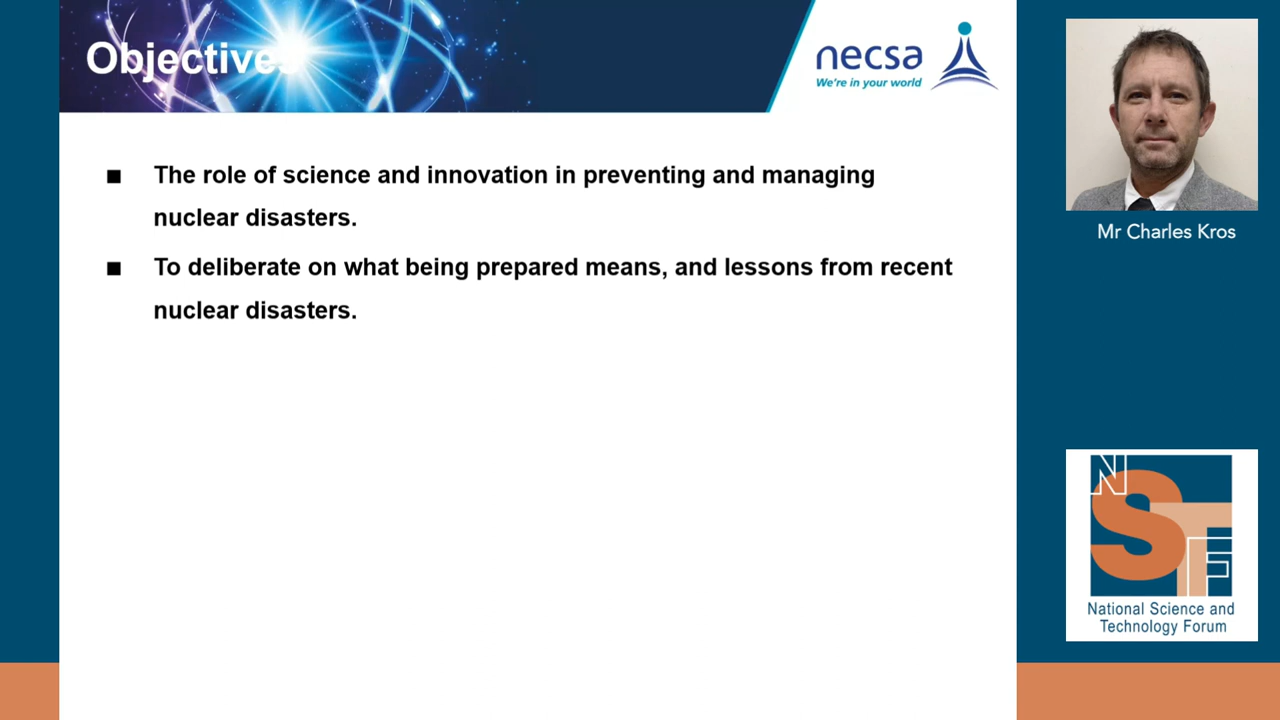 Objectives
necsa
We're in your world
■ The role of science and innovation in preventing and managing
nuclear disasters.
■ To deliberate on what being prepared means, and lessons from recent
nuclear disasters.
Mr Charles Kros
NSTF
National Science and
Technology Forum